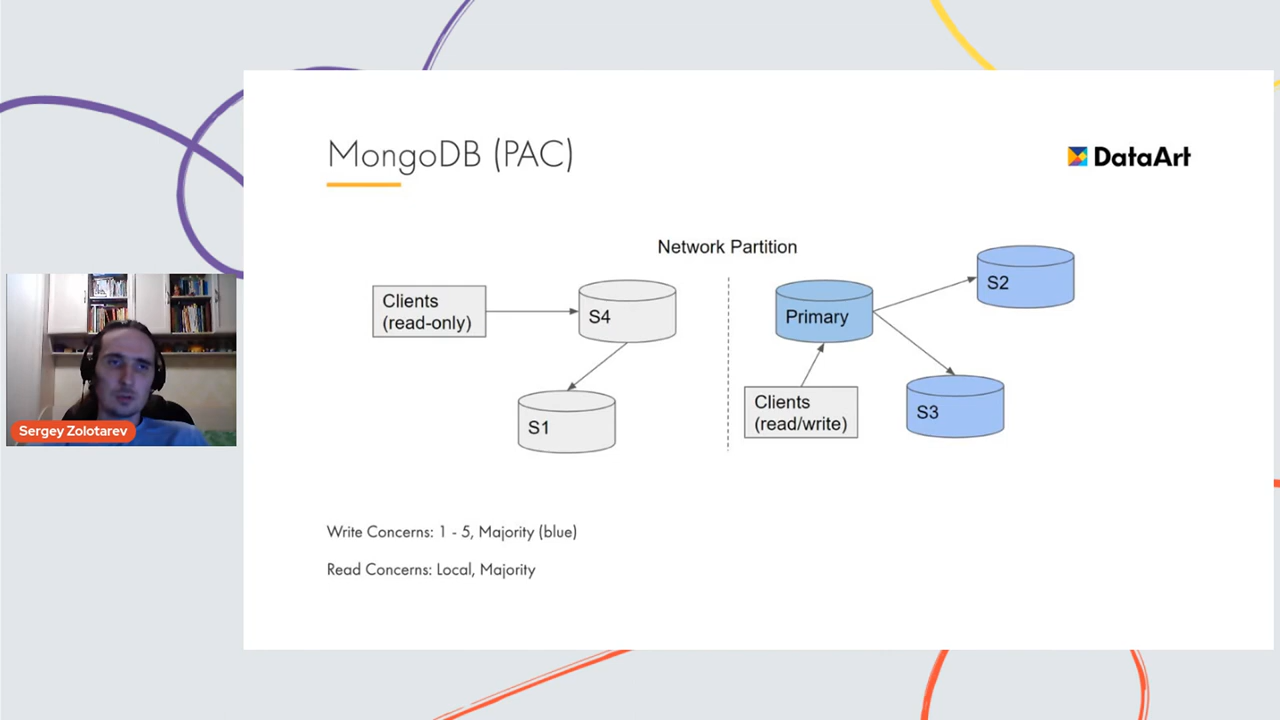 MongoDB (PAC)
DataArt
Network Partition
Clients
(read-only)
S4
S1
Primary
S2
S3
Clients
(read/write)
Sergey Zolotarev
Write Concerns: 1 - 5, Majority (blue)
Read Concerns: Local, Majority